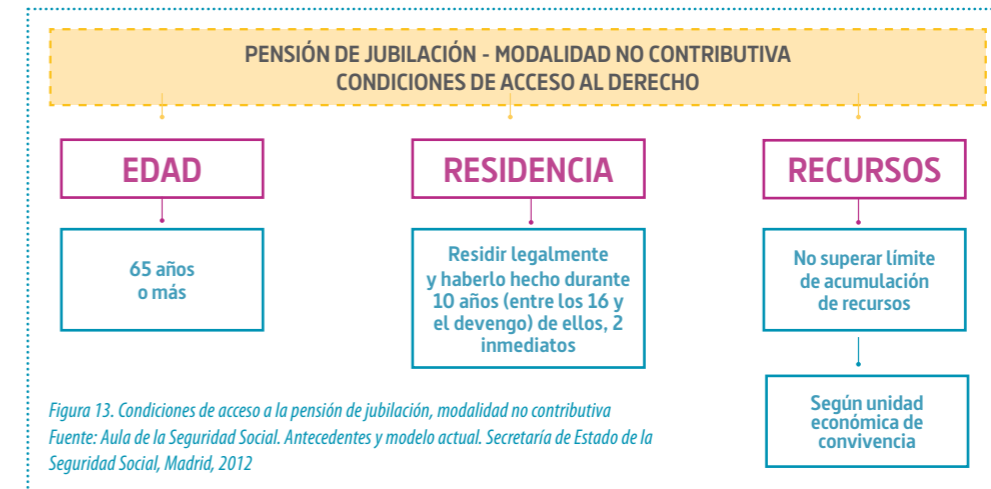 PENSIÓN DE JUBILACIÓN - MODALIDAD NO CONTRIBUTIVA
CONDICIONES DE ACCESO AL DERECHO
EDAD
65 años
o más
RESIDENCIA
Residir legalmente
y haberlo hecho durante
10 años (entre los 16 y
el devengo) de ellos, 2
inmediatos
RECURSOS
No superar límite
de acumulación
de recursos
Según unidad
económica de
convivencia
Figura 13. Condiciones de acceso a la pensión de jubilación, modalidad no contributiva
Fuente: Aula de la Seguridad Social. Antecedentes y modelo actual. Secretaría de Estado de la
Seguridad Social, Madrid, 2012